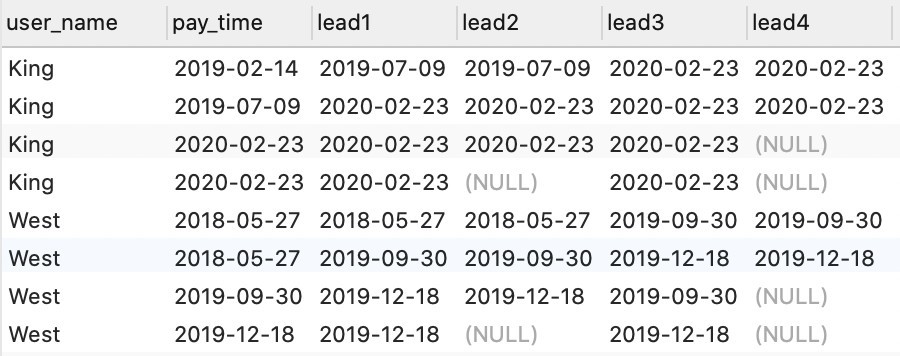 user_name pay_time lead1 lead2 lead3 lead4
King 2019-02-14 2019-07-09 2019-07-09 2020-02-23 2020-02-23
King 2019-07-09 2020-02-23 2020-02-23 2020-02-23 2020-02-23
King 2020-02-23 2020-02-23 2020-02-23 2020-02-23 (NULL)
King 2020-02-23 2020-02-23 (NULL) 2020-02-23 (NULL)
West 2018-05-27 2018-05-27 2018-05-27 2019-09-30 2019-09-30
West 2018-05-27 2019-09-30 2019-09-30 2019-12-18 2019-12-18
West 2019-09-30 2019-12-18 2019-12-18 2019-09-30 (NULL)
West 2019-12-18 2019-12-18 (NULL) 2019-12-18 (NULL)